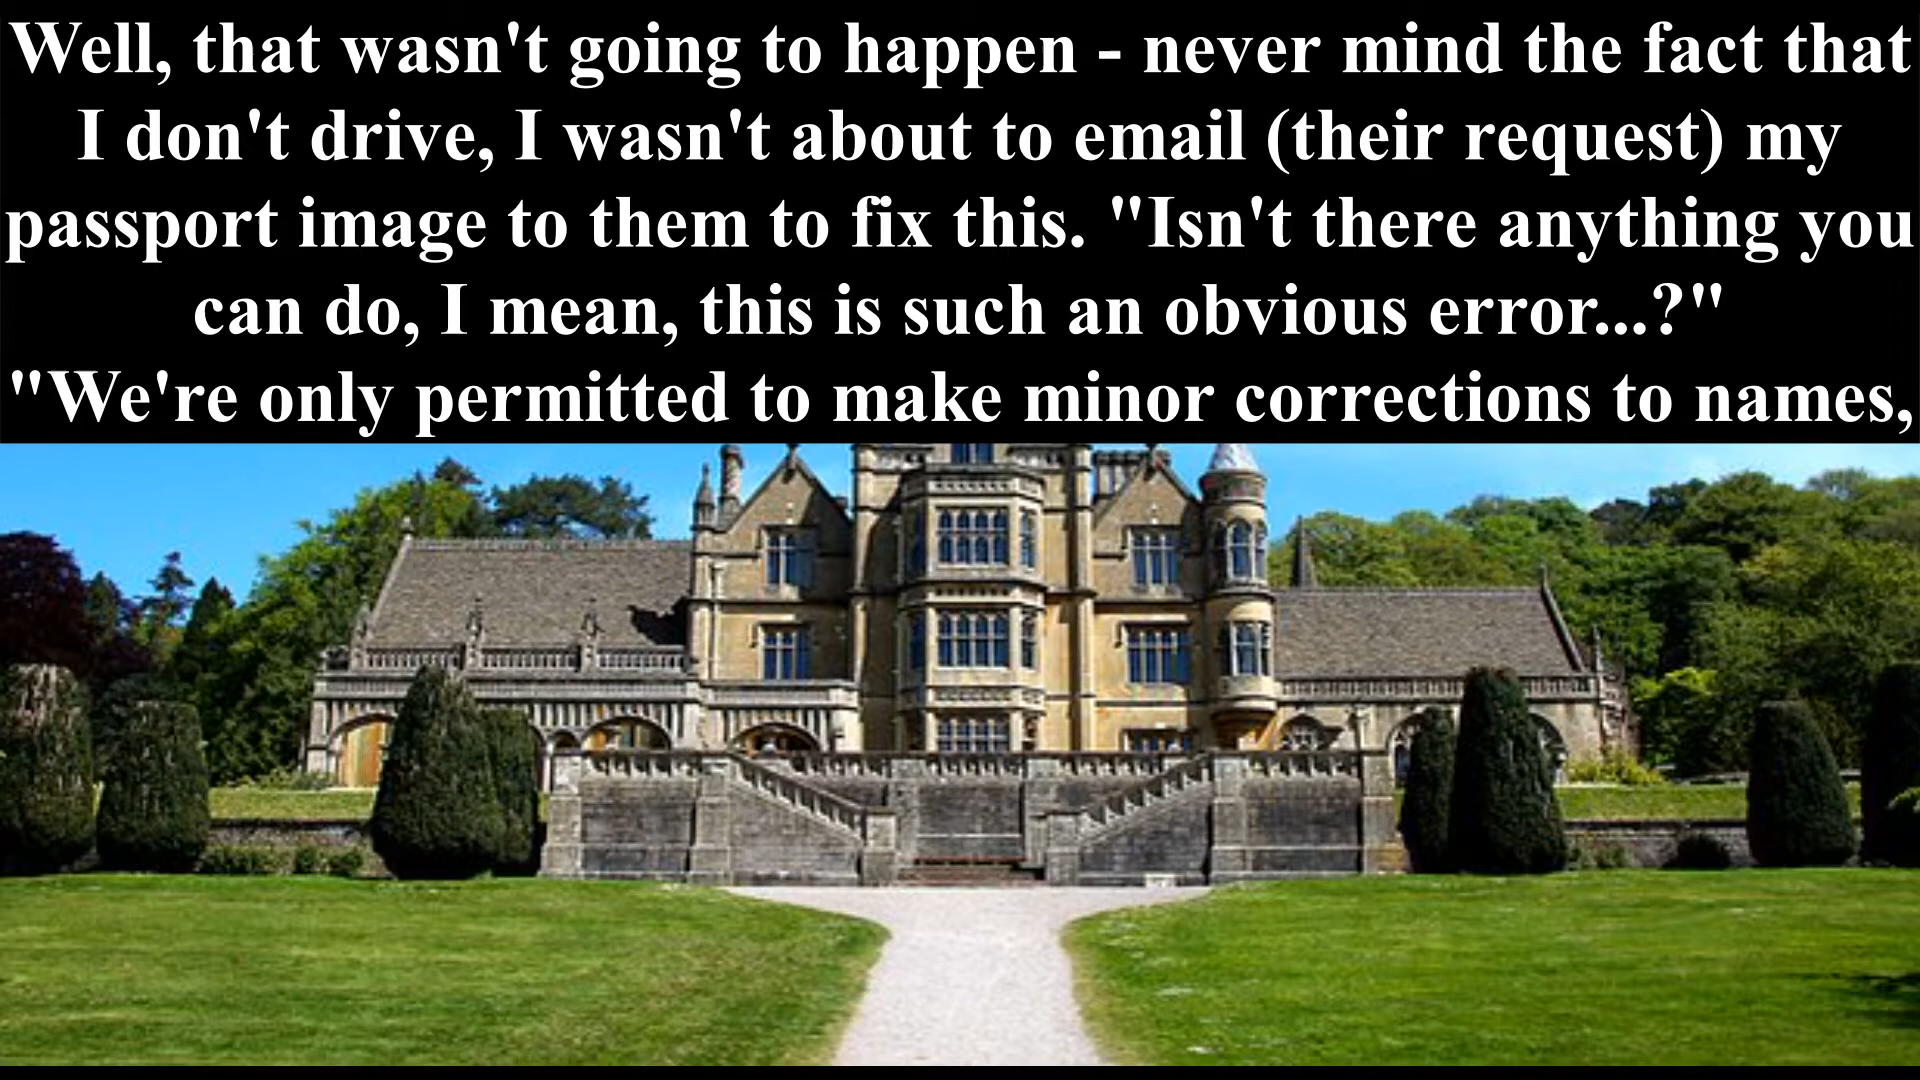 Well, that wasn't going to happen - never mind the fact that
I don't drive, I wasn't about to email (their request) my
passport image to them to fix this. "Isn't there anything you
can do, I mean, this is such an obvious error...?"
"We're only permitted to make minor corrections to names,